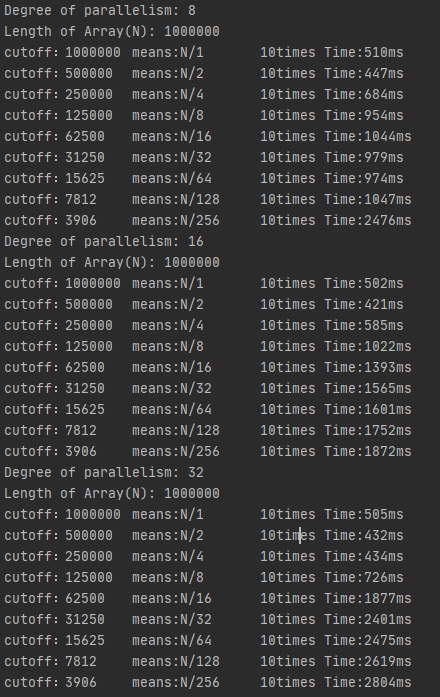 Degree of parallelism: 8
Length of Array(N): 1000000
cutoff: 1000000 means:N/1 10times Time:510ms
cutoff: 500000 means:N/2 10times Time:447ms
cutoff: 250000 means:N/4 10times Time:684ms
cutoff: 125000 means:N/8 10times Time:954ms
cutoff: 62500 means:N/16 10times Time:1044ms
cutoff: 31250 means:N/32 10times Time:979ms
cutoff: 15625 means:N/64 10times Time:974ms
cutoff: 7812 means:N/128 10times Time:1047ms
cutoff: 3906 means:N/256 10times Time:2476ms
Degree of parallelism: 16
Length of Array(N): 1000000
cutoff: 1000000 means:N/1 10times Time:502ms
cutoff: 500000 means:N/2 10times Time:421ms
cutoff: 250000 means:N/4 10times Time:585ms
cutoff: 125000 means:N/8 10times Time:1022ms
cutoff: 62500 means:N/16 10times Time:1393ms
cutoff: 31250 means:N/32 10times Time:1565ms
cutoff: 15625 means:N/64 10times Time:1601ms
cutoff: 7812 means:N/128 10times Time:1752ms
cutoff: 3906 means:N/256 10times Time:1872ms
Degree of parallelism: 32
Length of Array(N): 1000000
cutoff: 1000000 means:N/1 10times Time:505ms
cutoff: 500000 means:N/2 10times Time:432ms
cutoff: 250000 means:N/4 10times Time:434ms
cutoff: 125000 means:N/8 10times Time:726ms
cutoff: 62500 means:N/16 10times Time:1877ms
cutoff: 31250 means:N/32 10times Time:2401ms
cutoff: 15625 means:N/64 10times Time:2475ms
cutoff: 7812 means:N/128 10times Time:2619ms
cutoff: 3906 means:N/256 10times Time:2804ms